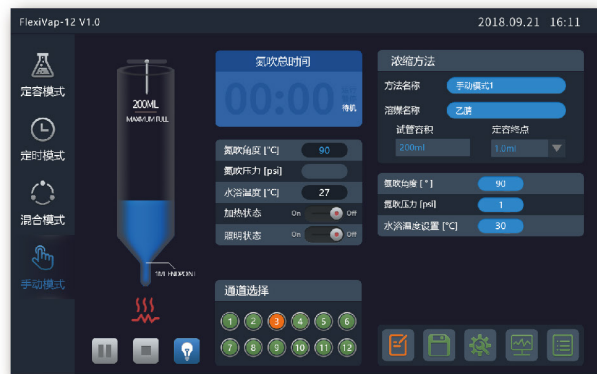 FlexiVap-12 V1.0
2018.09.21 16:11
定容模式
定时模式
混合模式
手动模式
200ML
MAXIMUM FULL
1ML ENDPOINT
氮吹总时间
00:00
待机
氮吹角度 [°C] 90
氮吹压力 [psi]
水浴温度 [°C] 27
加热状态 On Off
照明状态 On Off
通道选择
1 2 3 4 5 6
7 8 9 10 11 12
浓缩方法
方法名称 手动模式1
溶媒名称 乙腈
试管容积 定容终点
200ml 1.0ml
氮吹角度 [°] 90
氮吹压力 [psi] 1
水浴温度设置 [°C] 30